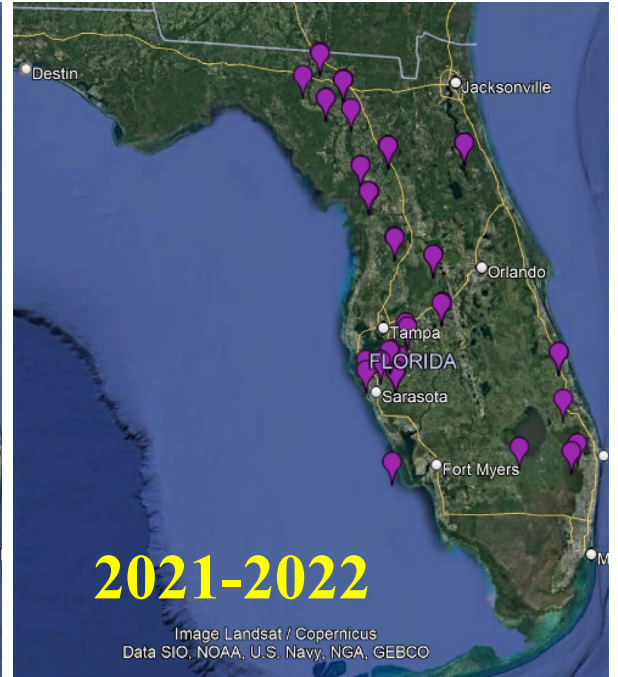 Destin
Jacksonville
Orlando
Tampa
FLORIDA
Sarasota
Fort Myers
M
2021-2022
Image Landsat / Copernicus
Data SIO, NOAA, U.S. Navy, NGA, GEBCO